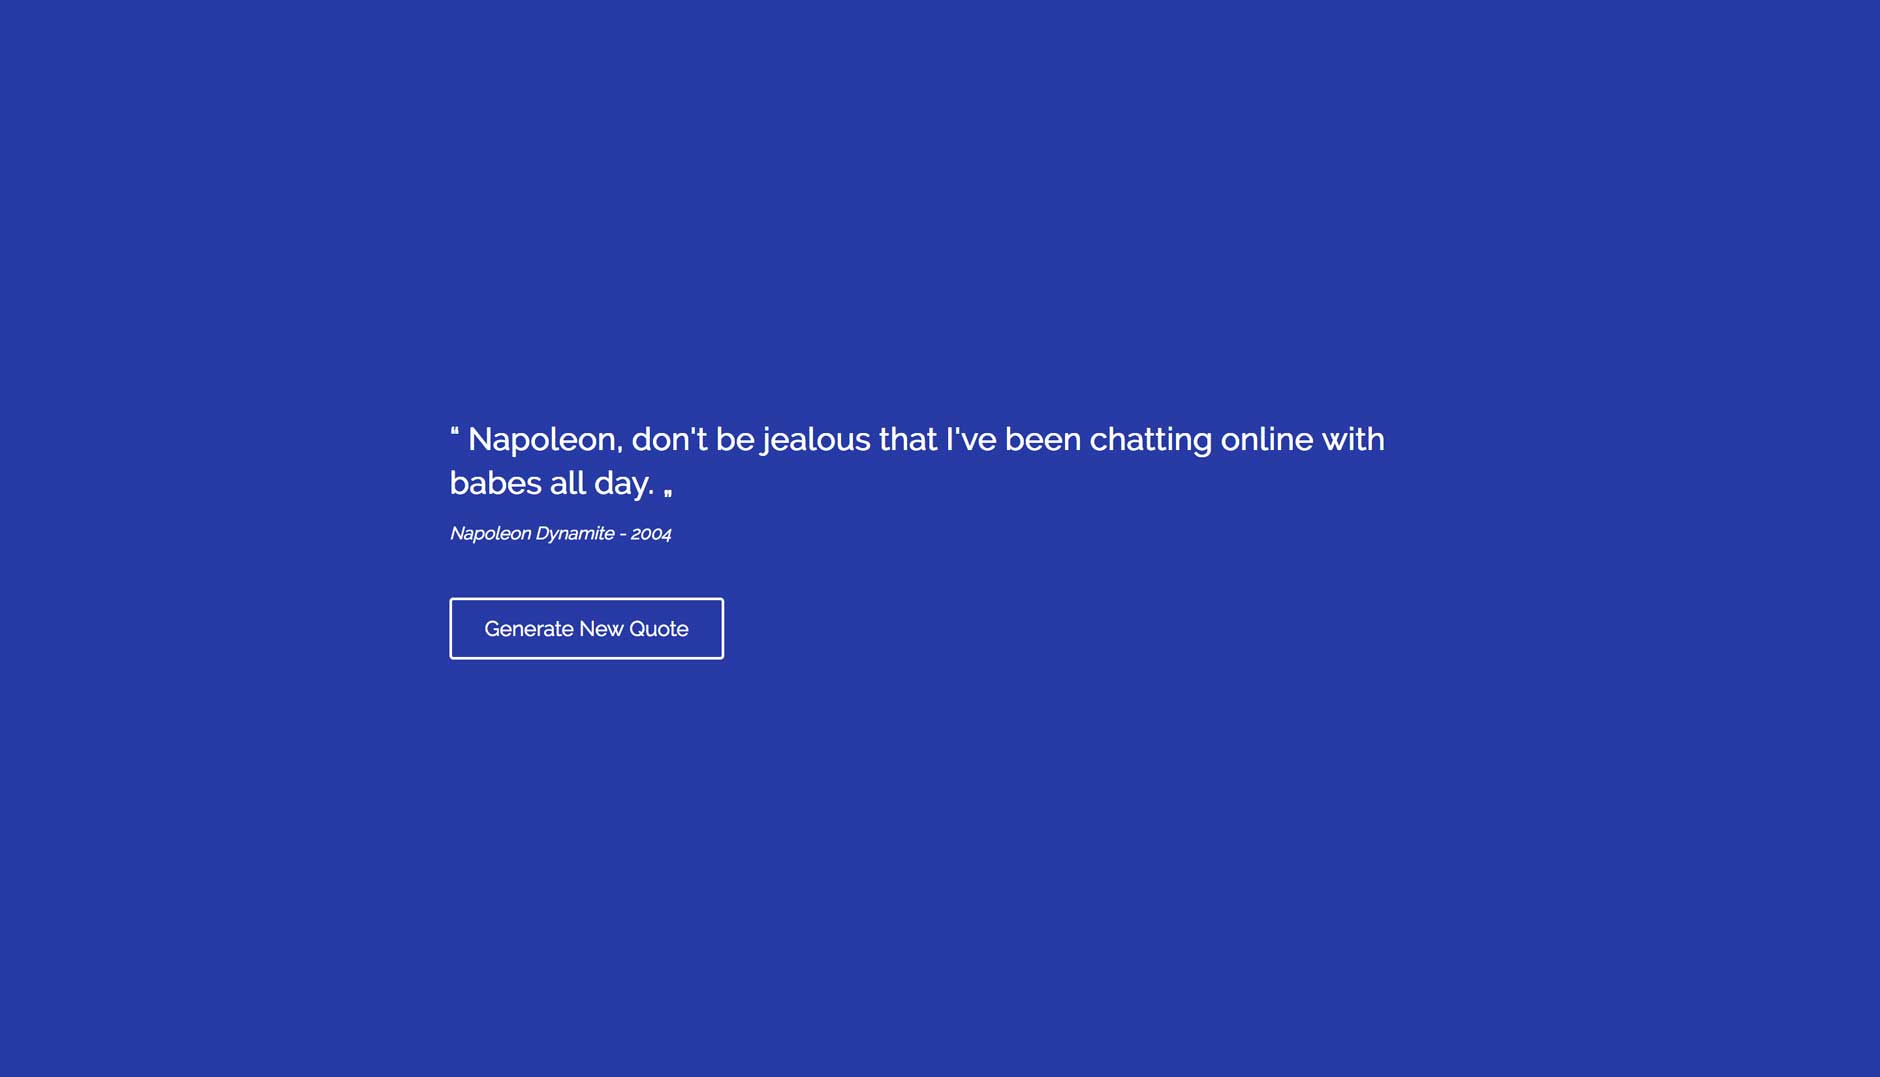 “ Napoleon, don't be jealous that I've been chatting online with
babes all day. „
Napoleon Dynamite - 2004
Generate New Quote